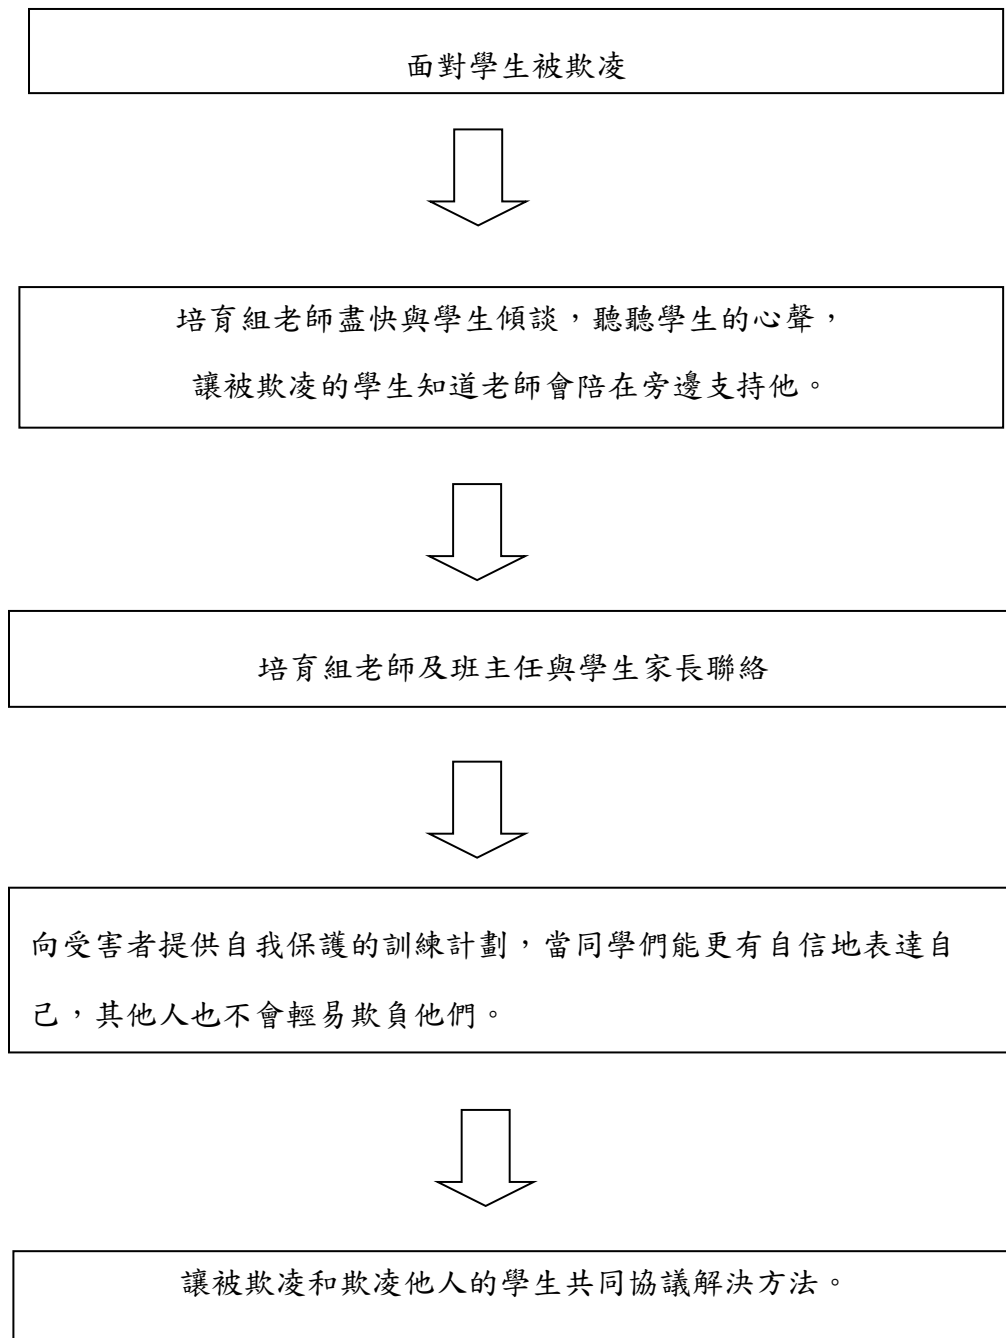 面對學生被欺凌
培育組老師盡快與學生傾談，聽聽學生的心聲，
讓被欺凌的學生知道老師會陪在旁邊支持他。
培育組老師及班主任與學生家長聯絡
向受害者提供自我保護的訓練計劃，當同學們能更有自信地表達自
己，其他人也不會輕易欺負他們。
讓被欺凌和欺凌他人的學生共同協議解決方法。